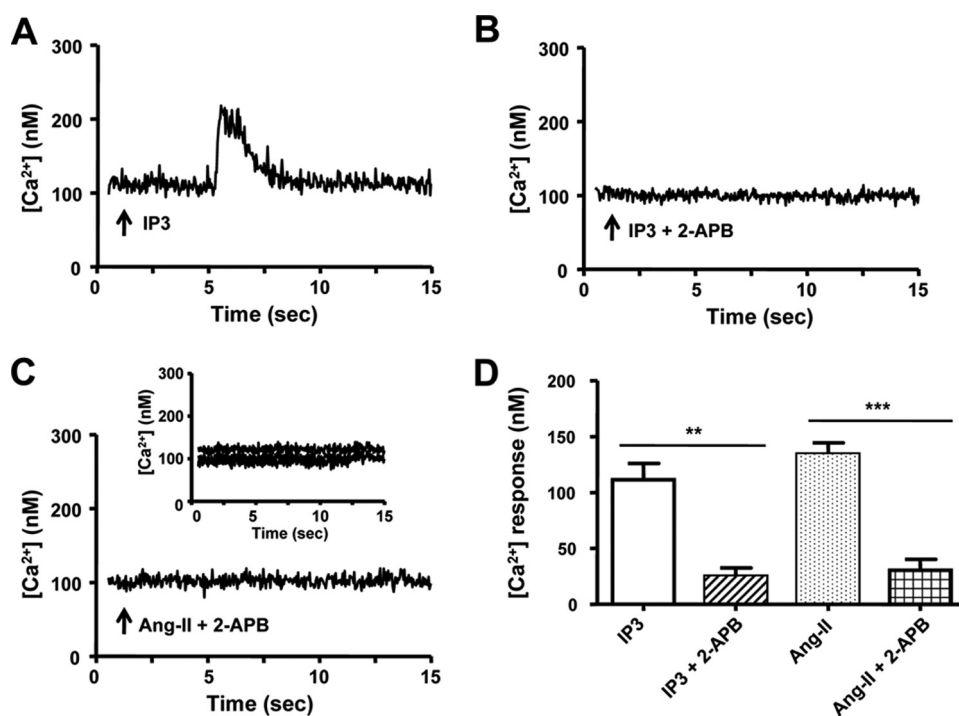 A
300
200
100
0
[Ca²⁺] (nM)
IP3
0 5 10 15
Time (sec)
B
300
200
100
0
[Ca²⁺] (nM)
IP3 + 2-APB
0 5 10 15
Time (sec)
C
300
200
100
0
[Ca²⁺] (nM)
300
200
100
0
[Ca²⁺] (nM)
0 5 10 15
Time (sec)
Ang-II + 2-APB
0 5 10 15
Time (sec)
D
200
150
100
50
0
[Ca²⁺] response (nM)
**
***
IP3
IP3 + 2-APB
Ang-II
Ang-II + 2-APB